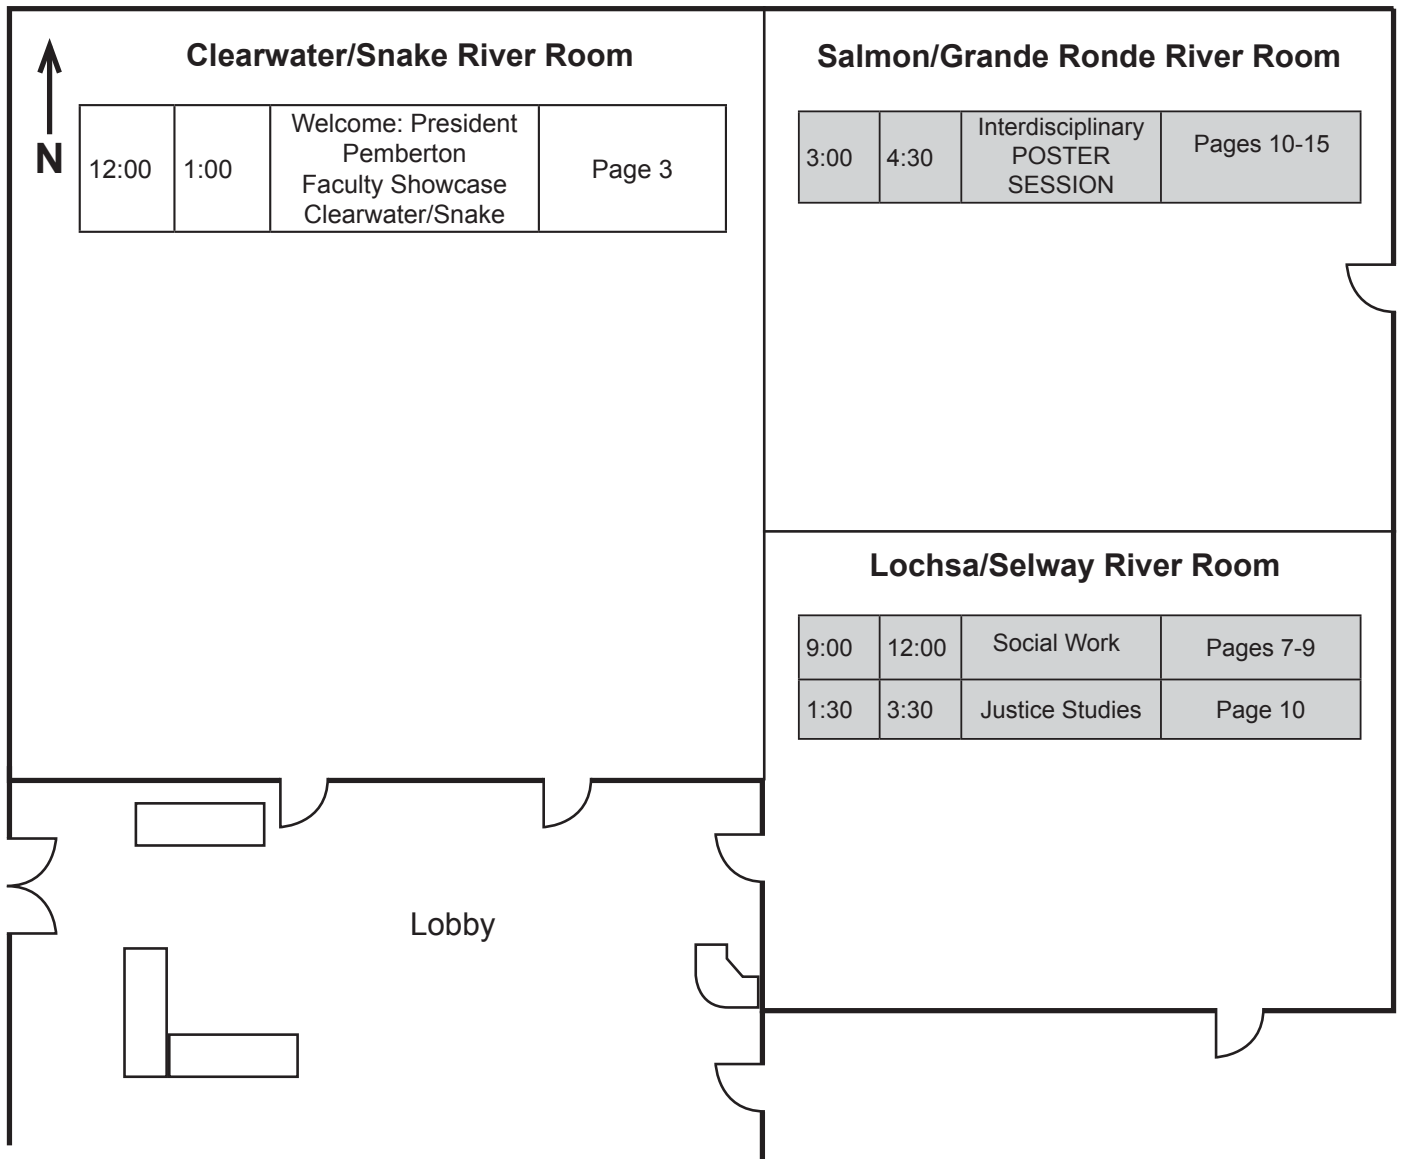 Clearwater/Snake River Room
N
12:00 1:00 Welcome: President
Pemberton
Faculty Showcase
Clearwater/Snake
Page 3
Salmon/Grande Ronde River Room
3:00 4:30 Interdisciplinary
POSTER
SESSION
Pages 10-15
Lochsa/Selway River Room
9:00 12:00 Social Work Pages 7-9
1:30 3:30 Justice Studies Page 10
Lobby